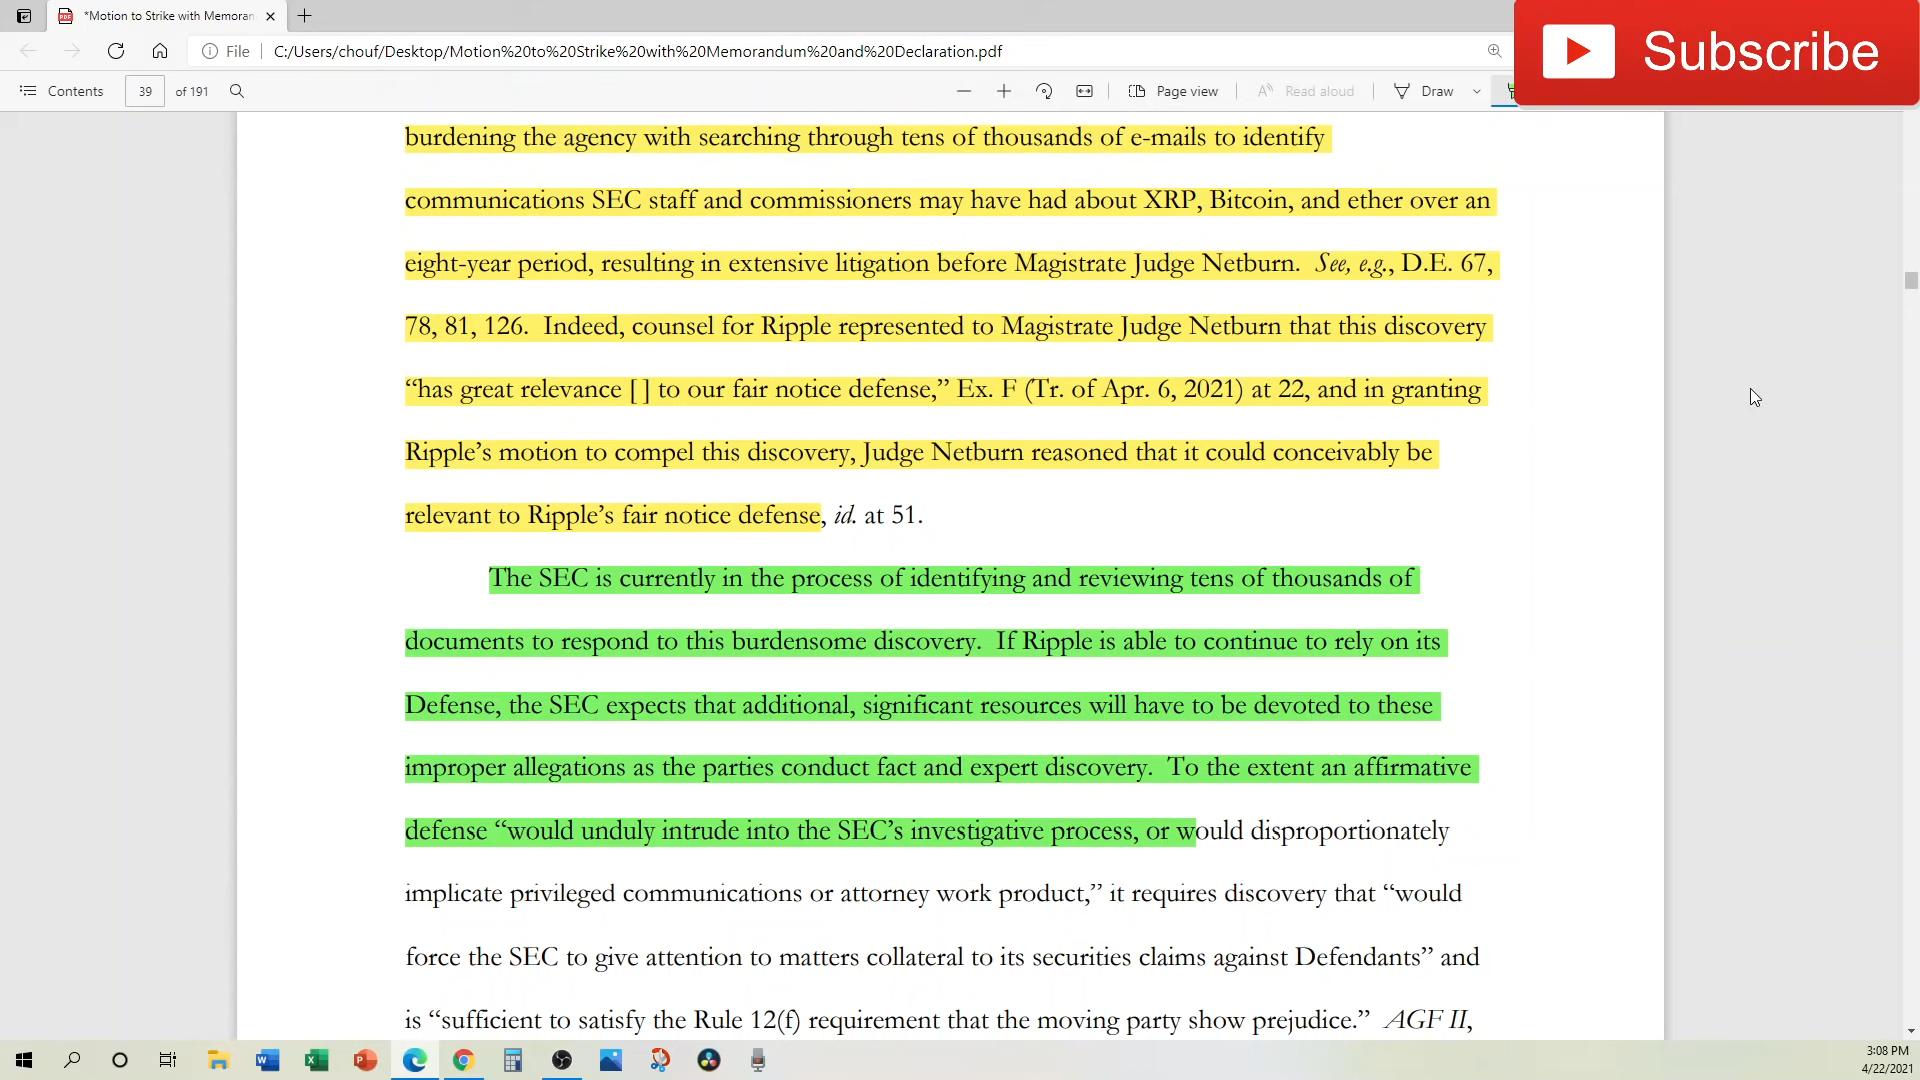 *Motion to Strike with Memoran
File
C:/Users/chouf/Desktop/Motion%20to%20Strike%20with%20Memorandum%20and%20Declaration.pdf
Subscribe
Contents
39
of 191
Page view
Read aloud
Draw
burdening the agency with searching through tens of thousands of e-mails to identify
communications SEC staff and commissioners may have had about XRP, Bitcoin, and ether over an
eight-year period, resulting in extensive litigation before Magistrate Judge Netburn. See, e.g., D.E. 67,
78, 81, 126. Indeed, counsel for Ripple represented to Magistrate Judge Netburn that this discovery
“has great relevance [ ] to our fair notice defense,” Ex. F (Tr. of Apr. 6, 2021) at 22, and in granting
Ripple’s motion to compel this discovery, Judge Netburn reasoned that it could conceivably be
relevant to Ripple’s fair notice defense, id. at 51.
The SEC is currently in the process of identifying and reviewing tens of thousands of
documents to respond to this burdensome discovery. If Ripple is able to continue to rely on its
Defense, the SEC expects that additional, significant resources will have to be devoted to these
improper allegations as the parties conduct fact and expert discovery. To the extent an affirmative
defense “would unduly intrude into the SEC’s investigative process, or would disproportionately
implicate privileged communications or attorney work product,” it requires discovery that “would
force the SEC to give attention to matters collateral to its securities claims against Defendants” and
is “sufficient to satisfy the Rule 12(f) requirement that the moving party show prejudice.” AGF II,
3:08 PM
4/22/2021